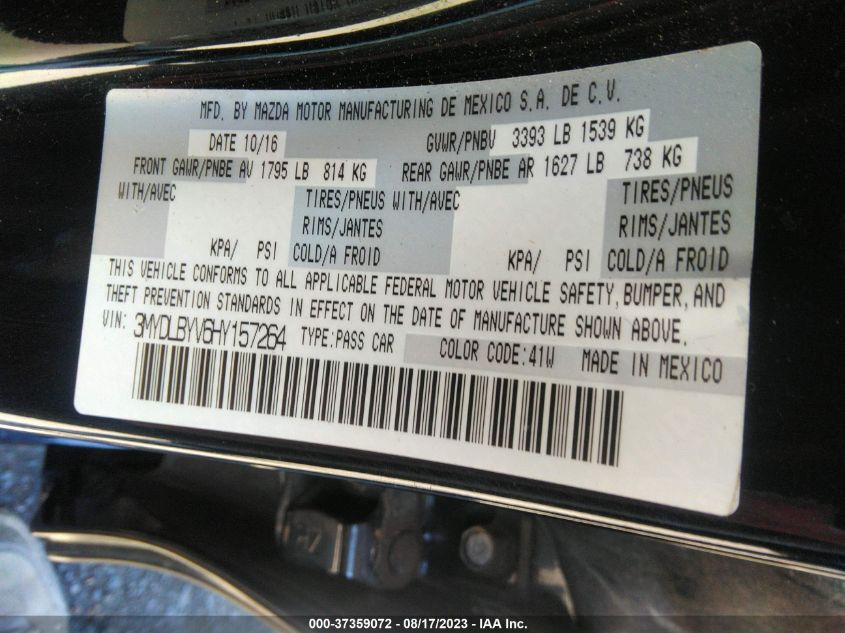 MFD. BY MAZDA MOTOR MANUFACTURING DE MEXICO S.A. DE C.V.
DATE 10/16 GVWR/PNBV 3393 LB 1539 KG
FRONT GAWR/PNBE AV 1795 LB 814 KG REAR GAWR/PNBE AR 1627 LB 738 KG
WITH/AVEC TIRES/PNEUS WITH/AVEC TIRES/PNEUS
RIMS/JANTES RIMS/JANTES
KPA/ PSI COLD/A FROID KPA/ PSI COLD/A FROID
THIS VEHICLE CONFORMS TO ALL APPLICABLE FEDERAL MOTOR VEHICLE SAFETY, BUMPER, AND
THEFT PREVENTION STANDARDS IN EFFECT ON THE DATE OF MANUFACTURE SHOWN ABOVE.
VIN: 3MYDLBYV6HY157264 TYPE:PASS CAR COLOR CODE:41W MADE IN MEXICO
000-37359072 - 08/17/2023 - IAA Inc.